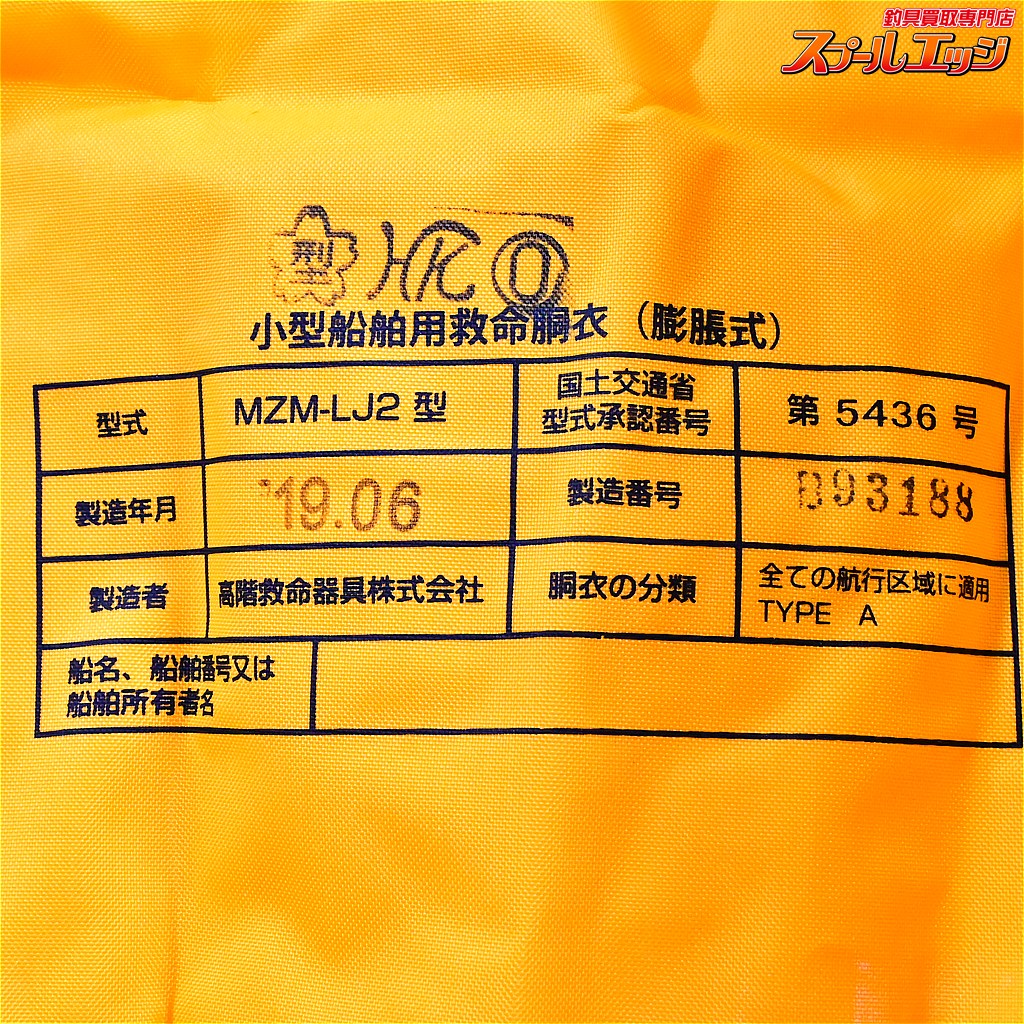 釣具買取専門店
スプールエッジ
型 HK 0
小型船舶用救命胴衣（膨脹式）
型式 MZM-LJ2 型 国土交通省 型式承認番号 第 5436 号
製造年月 '19.06 製造番号 B93188
製造者 高階救命器具株式会社 胴衣の分類 全ての航行区域に適用 TYPE A
船名、船舶番号又は
船舶所有者名